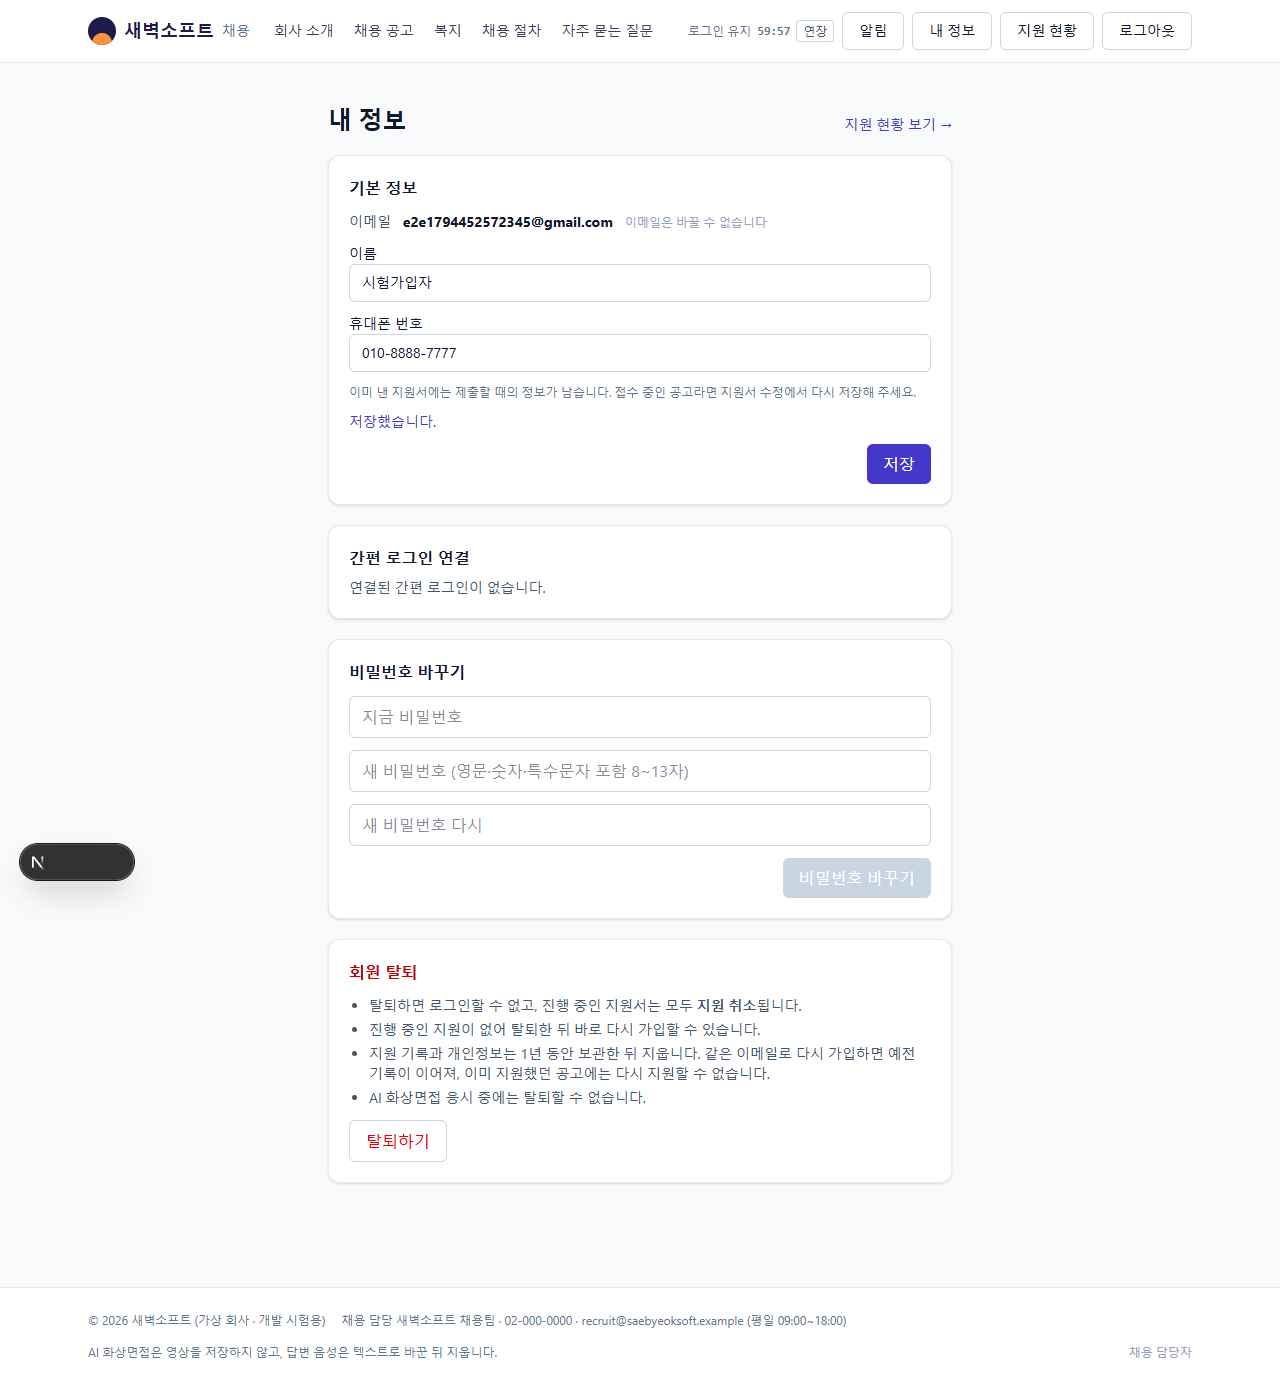 새벽소프트 채용 회사 소개 채용 공고 복지 채용 절차 자주 묻는 질문 로그인 유지 59:57 연장 알림 내 정보 지원 현황 로그아웃
내 정보
지원 현황 보기 →
기본 정보
이메일 e2e1794452572345@gmail.com 이메일은 바꿀 수 없습니다
이름
시험가입자
휴대폰 번호
010-8888-7777
이미 낸 지원서에는 제출할 때의 정보가 남습니다. 접수 중인 공고라면 지원서 수정에서 다시 저장해 주세요.
저장했습니다.
저장
간편 로그인 연결
연결된 간편 로그인이 없습니다.
비밀번호 바꾸기
지금 비밀번호
새 비밀번호 (영문·숫자·특수문자 포함 8~13자)
새 비밀번호 다시
비밀번호 바꾸기
N
회원 탈퇴
• 탈퇴하면 로그인할 수 없고, 진행 중인 지원서는 모두 지원 취소됩니다.
• 진행 중인 지원이 없어 탈퇴한 뒤 바로 다시 가입할 수 있습니다.
• 지원 기록과 개인정보는 1년 동안 보관한 뒤 지웁니다. 같은 이메일로 다시 가입하면 예전
기록이 이어져, 이미 지원했던 공고에는 다시 지원할 수 없습니다.
• AI 화상면접 응시 중에는 탈퇴할 수 없습니다.
탈퇴하기
© 2026 새벽소프트 (가상 회사 · 개발 시험용) 채용 담당 새벽소프트 채용팀 · 02-000-0000 · recruit@saebyeoksoft.example (평일 09:00~18:00)
AI 화상면접은 영상을 저장하지 않고, 답변 음성은 텍스트로 바꾼 뒤 지웁니다.
채용 담당자